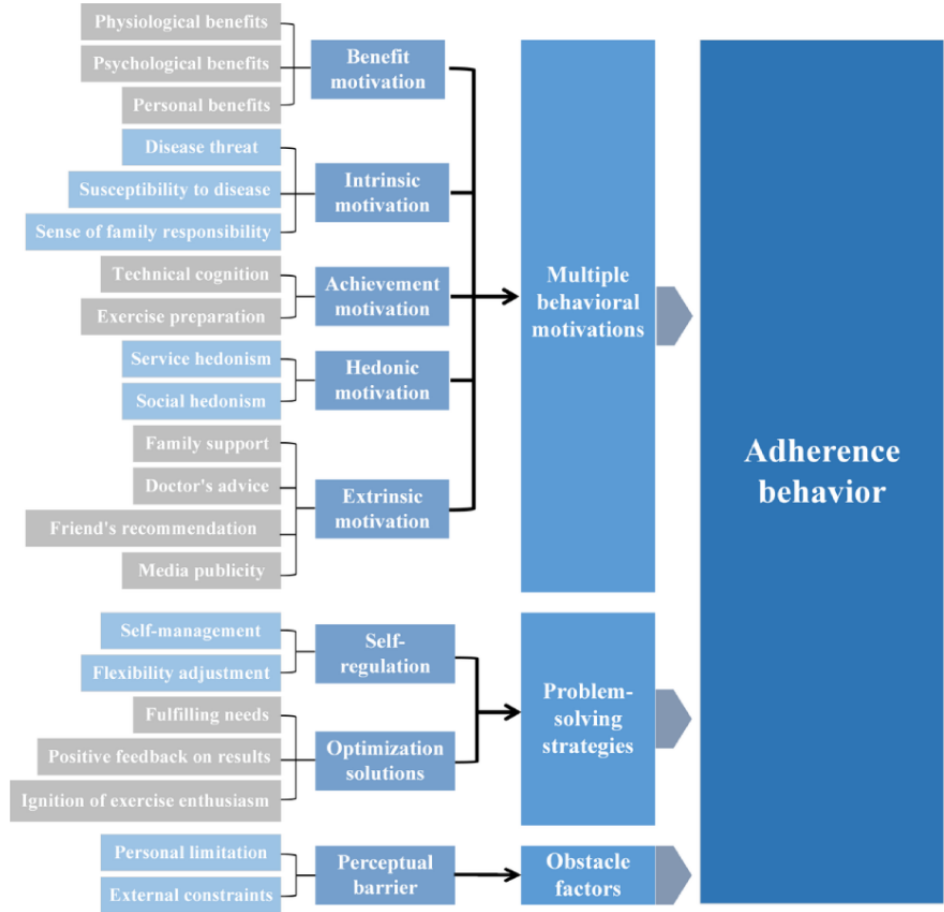 Physiological benefits
Psychological benefits
Personal benefits
Benefit
motivation
Disease threat
Susceptibility to disease
Sense of family responsibility
Intrinsic
motivation
Technical cognition
Exercise preparation
Achievement
motivation
Service hedonism
Social hedonism
Hedonic
motivation
Family support
Doctor's advice
Friend's recommendation
Media publicity
Extrinsic
motivation
Multiple
behavioral
motivations
Self-management
Flexibility adjustment
Self-
regulation
Fulfilling needs
Positive feedback on results
Ignition of exercise enthusiasm
Optimization
solutions
Problem-
solving
strategies
Personal limitation
External constraints
Perceptual
barrier
Obstacle
factors
Adherence
behavior